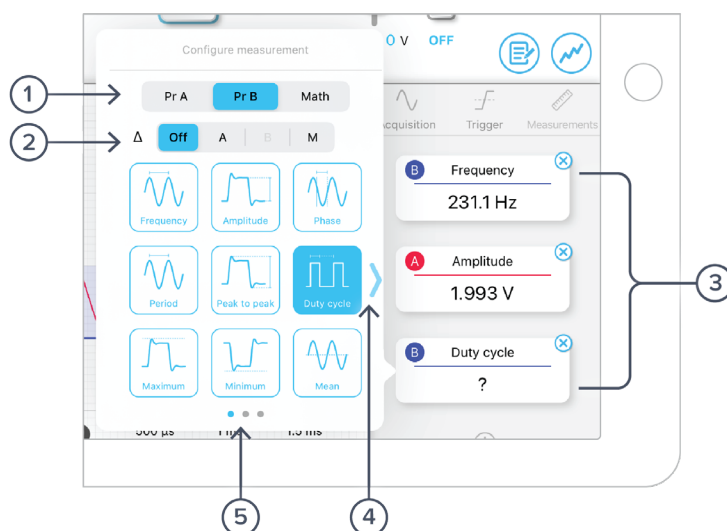 Configure measurement
0 V OFF
1
Pr A Pr B Math
2
Δ Off A B M
Acquisition Trigger Measurements
Frequency Amplitude Phase
B Frequency
231.1 Hz
Period Peak to peak Duty cycle
A Amplitude
1.993 V
3
Maximum Minimum Mean
B Duty cycle
?
500 µs 1 ms 1.5 ms
5
4